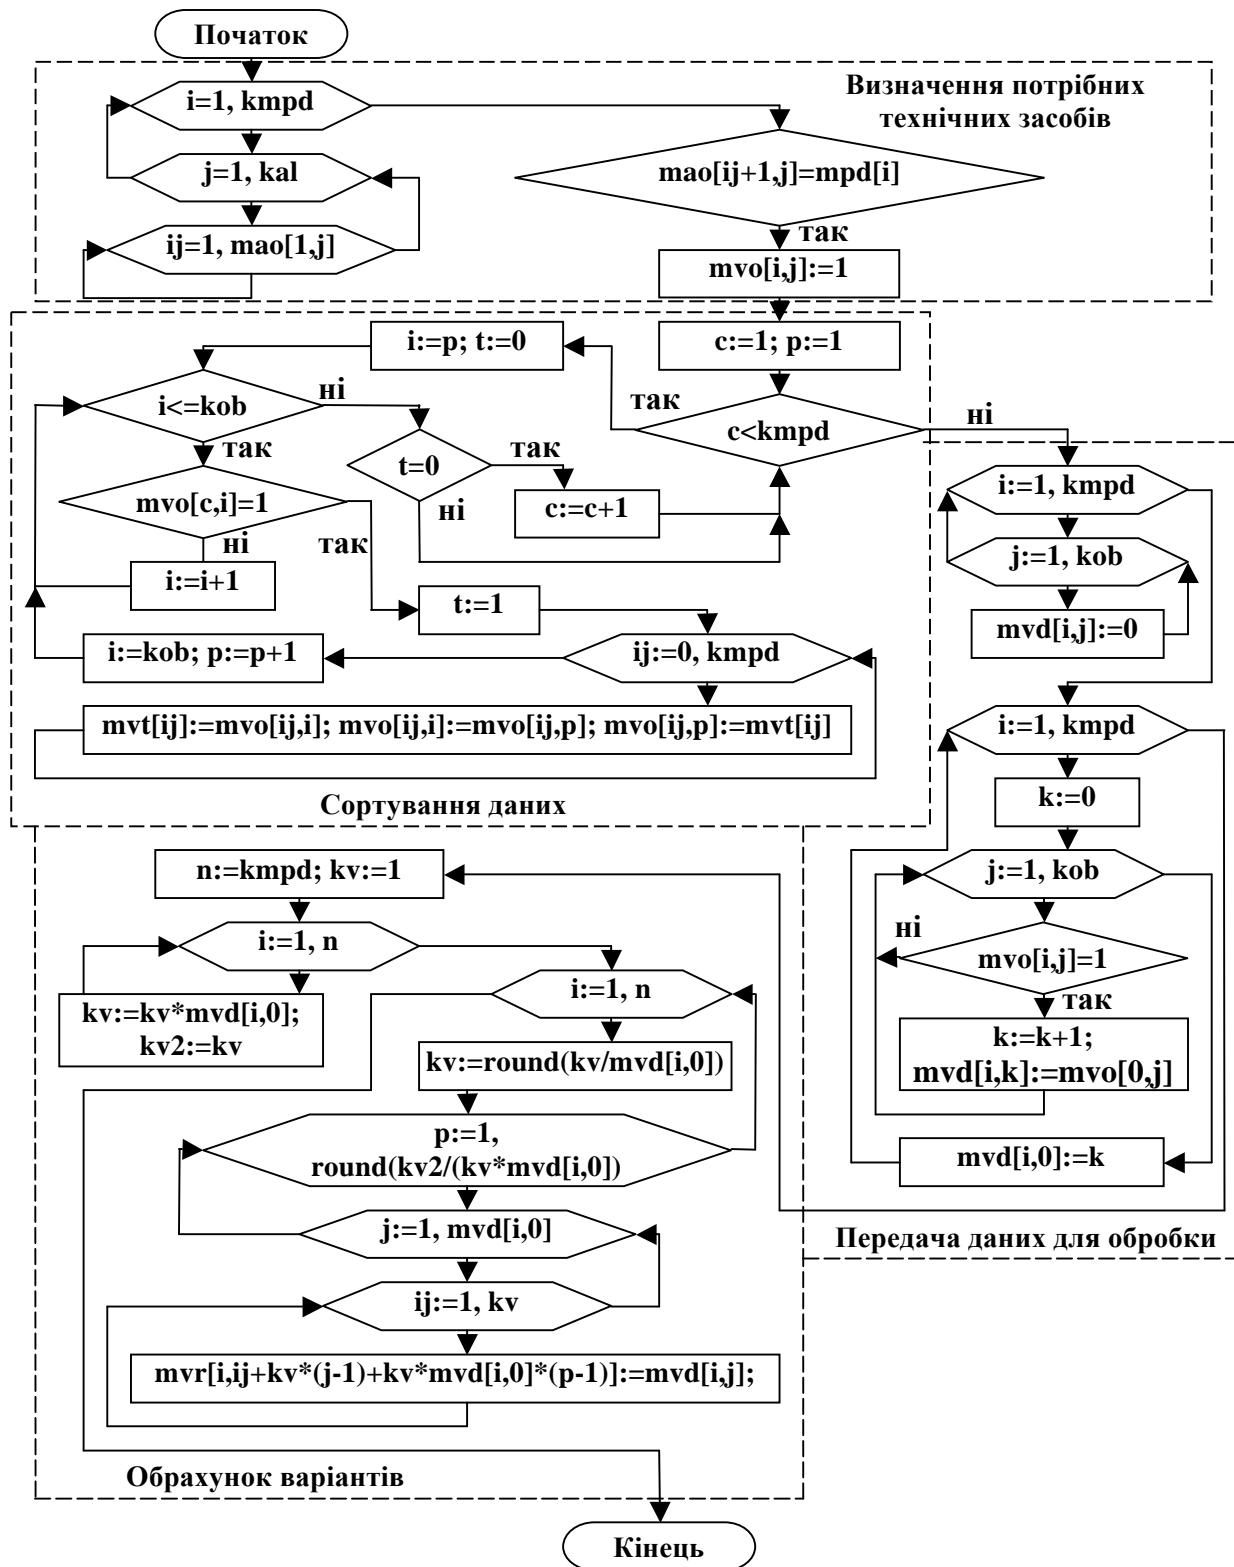 Початок
Визначення потрібних
технічних засобів
i=1, kmpd
j=1, kal
ij=1, mao[1,j]
mao[ij+1,j]=mpd[i]
так
mvo[i,j]:=1
c:=1; p:=1
i:=p; t:=0
c<kmpd
так
ні
i<=kob
ні
так
t=0
так
ні
c:=c+1
mvo[c,i]=1
ні
так
i:=i+1
t:=1
ij:=0, kmpd
i:=kob; p:=p+1
mvt[ij]:=mvo[ij,i]; mvo[ij,i]:=mvo[ij,p]; mvo[ij,p]:=mvt[ij]
Сортування даних
i:=1, kmpd
j:=1, kob
mvd[i,j]:=0
i:=1, kmpd
k:=0
j:=1, kob
ні
mvo[i,j]=1
так
k:=k+1;
mvd[i,k]:=mvo[0,j]
mvd[i,0]:=k
Передача даних для обробки
n:=kmpd; kv:=1
i:=1, n
kv:=kv*mvd[i,0];
kv2:=kv
i:=1, n
kv:=round(kv/mvd[i,0])
p:=1,
round(kv2/(kv*mvd[i,0])
j:=1, mvd[i,0]
ij:=1, kv
mvr[i,ij+kv*(j-1)+kv*mvd[i,0]*(p-1)]:=mvd[i,j];
Обрахунок варіантів
Кінець